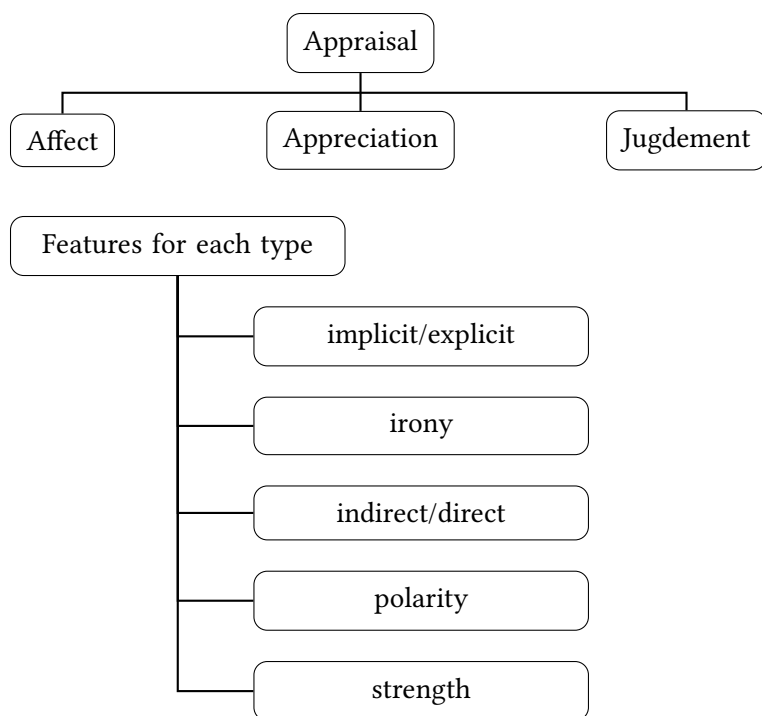 Appraisal
Affect
Appreciation
Jugdement
Features for each type
implicit/explicit
irony
indirect/direct
polarity
strength